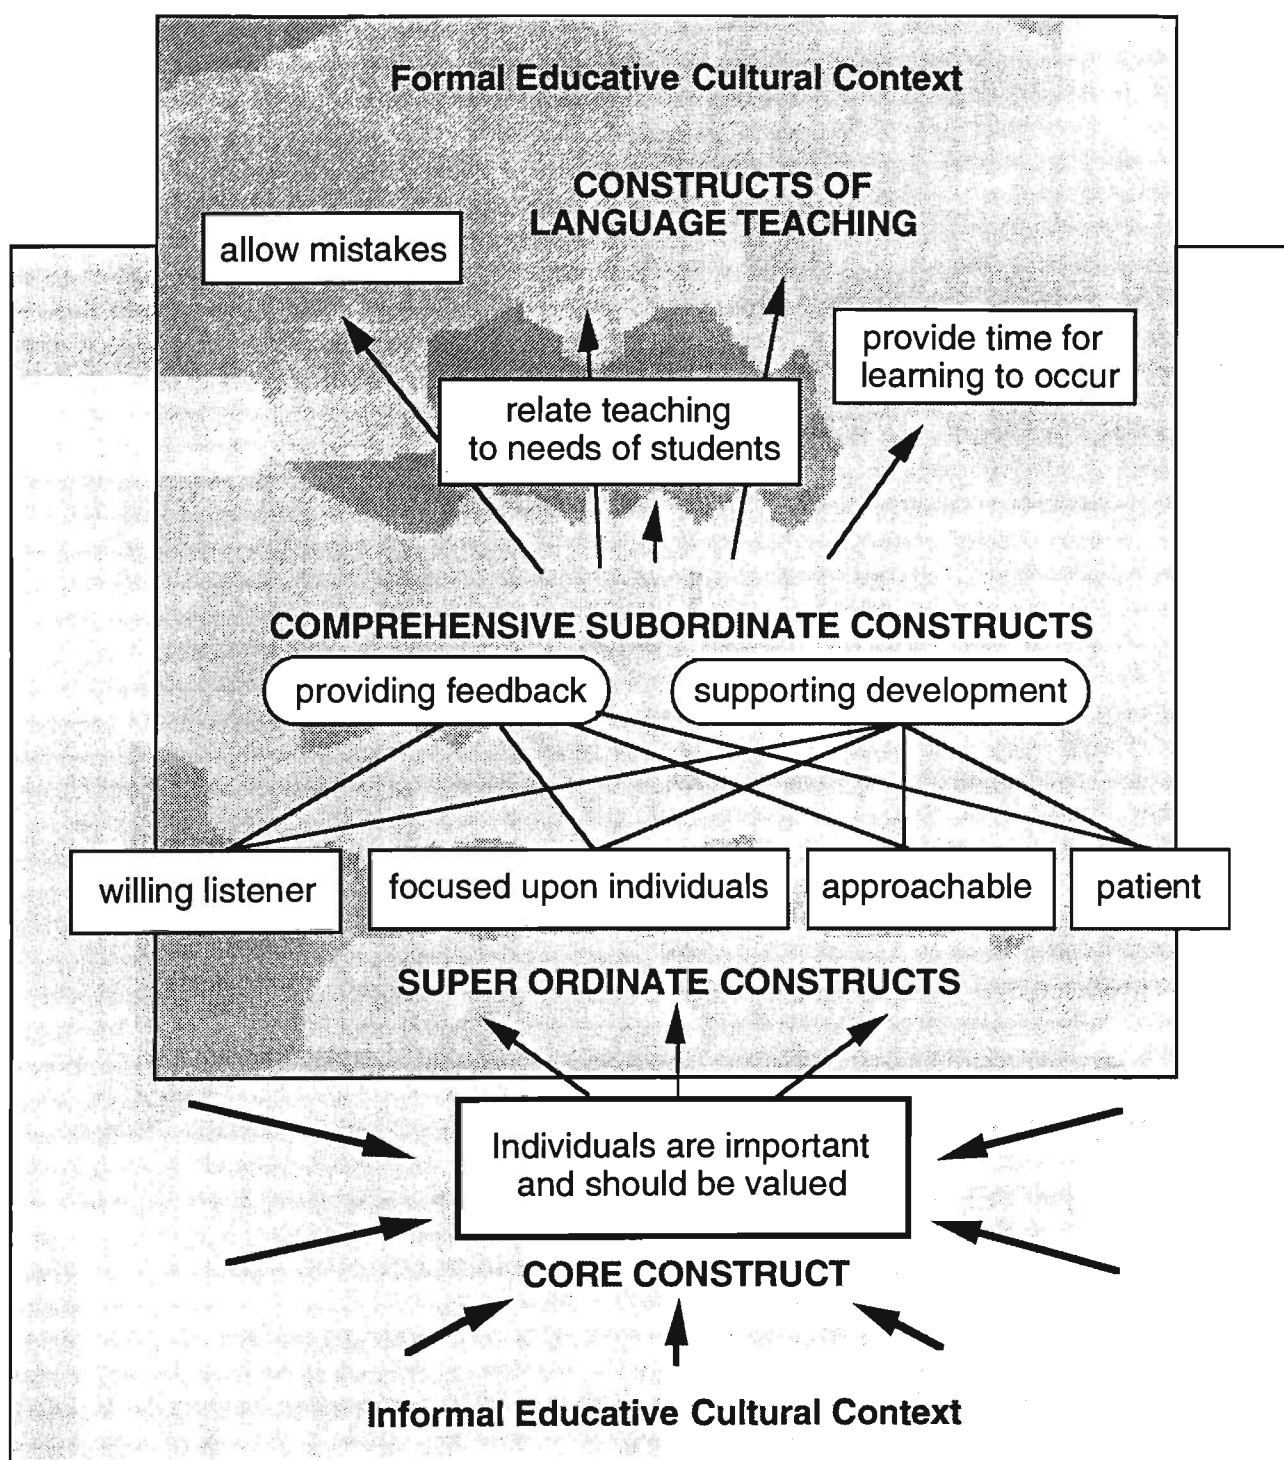 Formal Educative Cultural Context
CONSTRUCTS OF
LANGUAGE TEACHING
allow mistakes
provide time for
learning to occur
relate teaching
to needs of students
COMPREHENSIVE SUBORDINATE CONSTRUCTS
providing feedback
supporting development
willing listener
focused upon individuals
approachable
patient
SUPER ORDINATE CONSTRUCTS
Individuals are important
and should be valued
CORE CONSTRUCT
Informal Educative Cultural Context